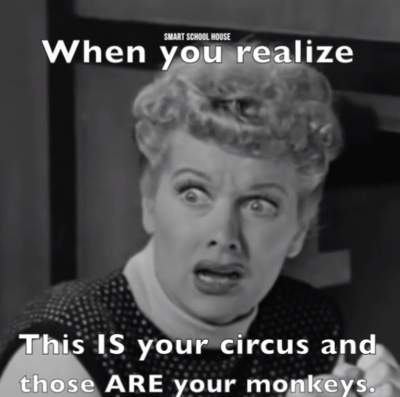 SMART SCHOOL HOUSE
When you realize
This IS your circus and
those ARE your monkeys.